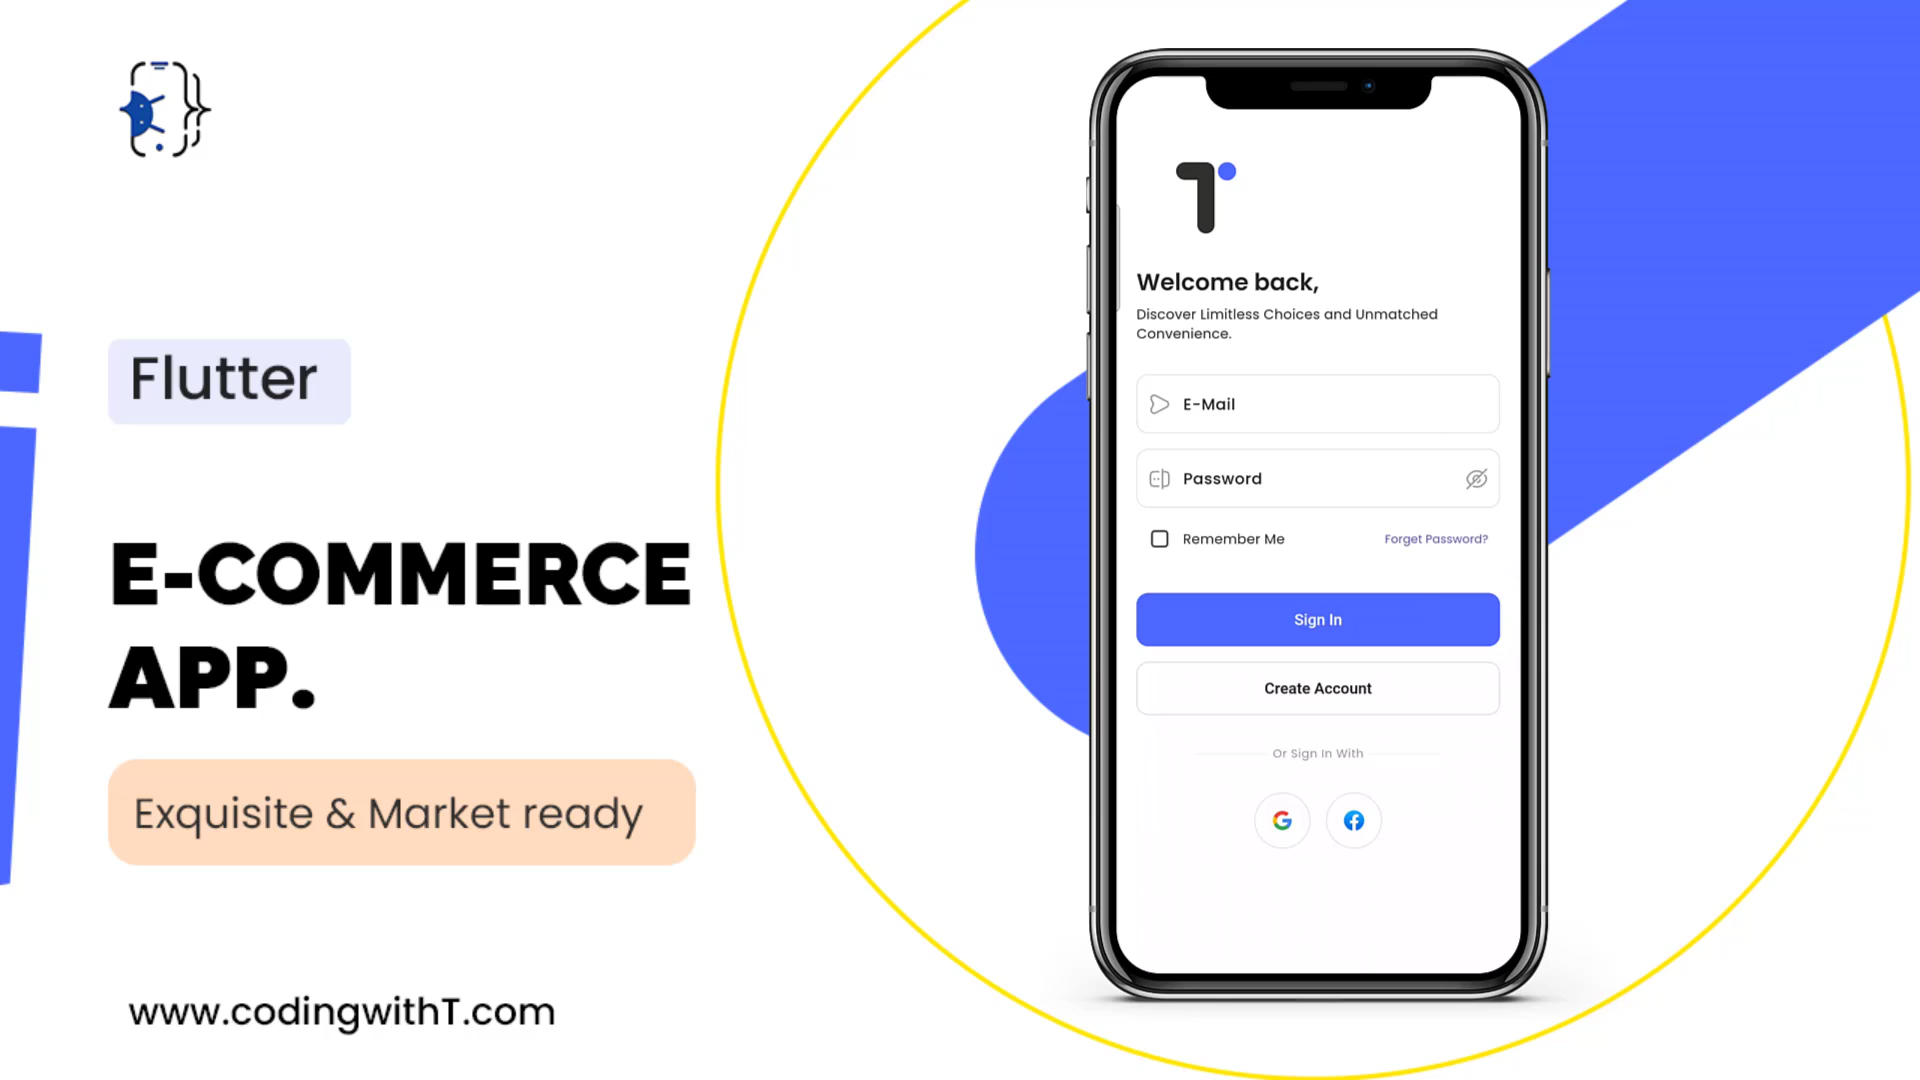 Flutter
E-COMMERCE
APP.
Exquisite & Market ready
www.codingwithT.com
Welcome back,
Discover Limitless Choices and Unmatched
Convenience.
E-Mail
Password
Remember Me
Forget Password?
Sign In
Create Account
Or Sign In With